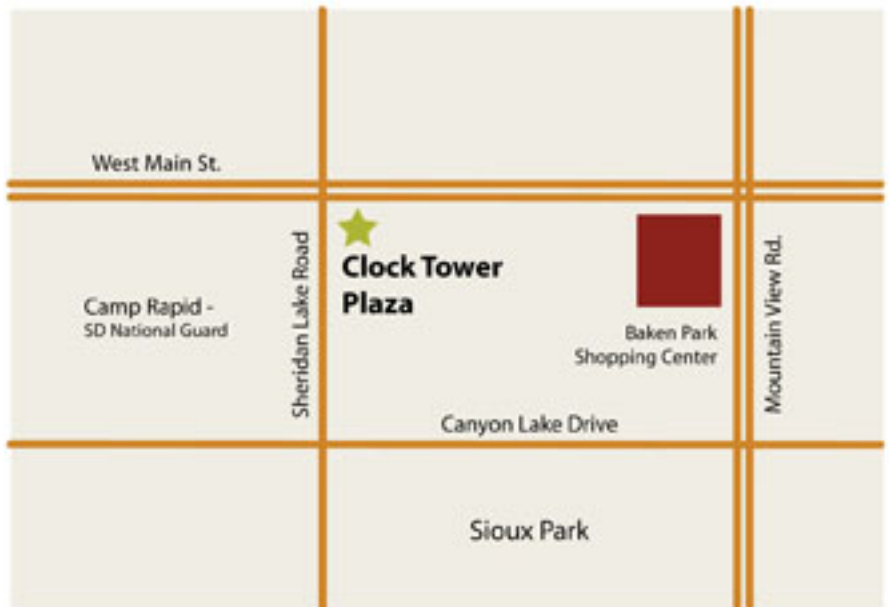 West Main St.
Sheridan Lake Road
Clock Tower
Plaza
Camp Rapid -
SD National Guard
Baken Park
Shopping Center
Mountain View Rd.
Canyon Lake Drive
Sioux Park